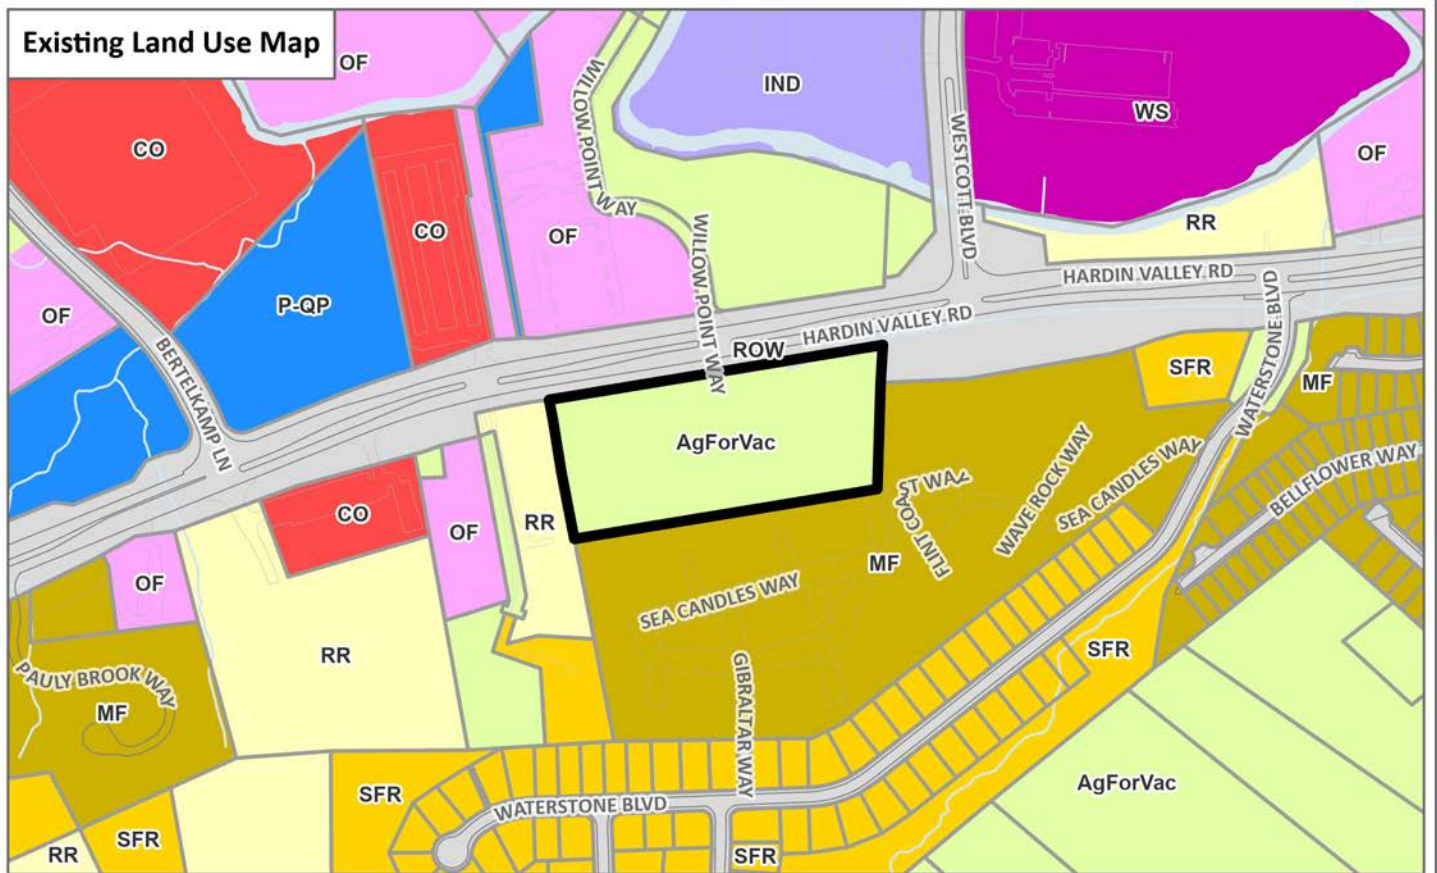 Existing Land Use Map
OF
IND
WS
CO
OF
CO
OF
RR
WILLOW POINT WAY
WILLOW POINT WAY
WESTCOTT BLVD
HARDIN VALLEY RD
WATERSTONE BLVD
P-QP
OF
BERTELKAMP LN
HARDIN VALLEY RD
ROW
SFR
MF
AgForVac
CO
OF
RR
FLINT COAST WAY
WAVE ROCK WAY
SEA CANDLES WAY
BELLFLOWER WAY
OF
MF
SEA CANDLES WAY
RR
SFR
PAULY BROOK WAY
MF
GIBRALTAR WAY
AgForVac
SFR
WATERSTONE BLVD
SFR
RR
SFR